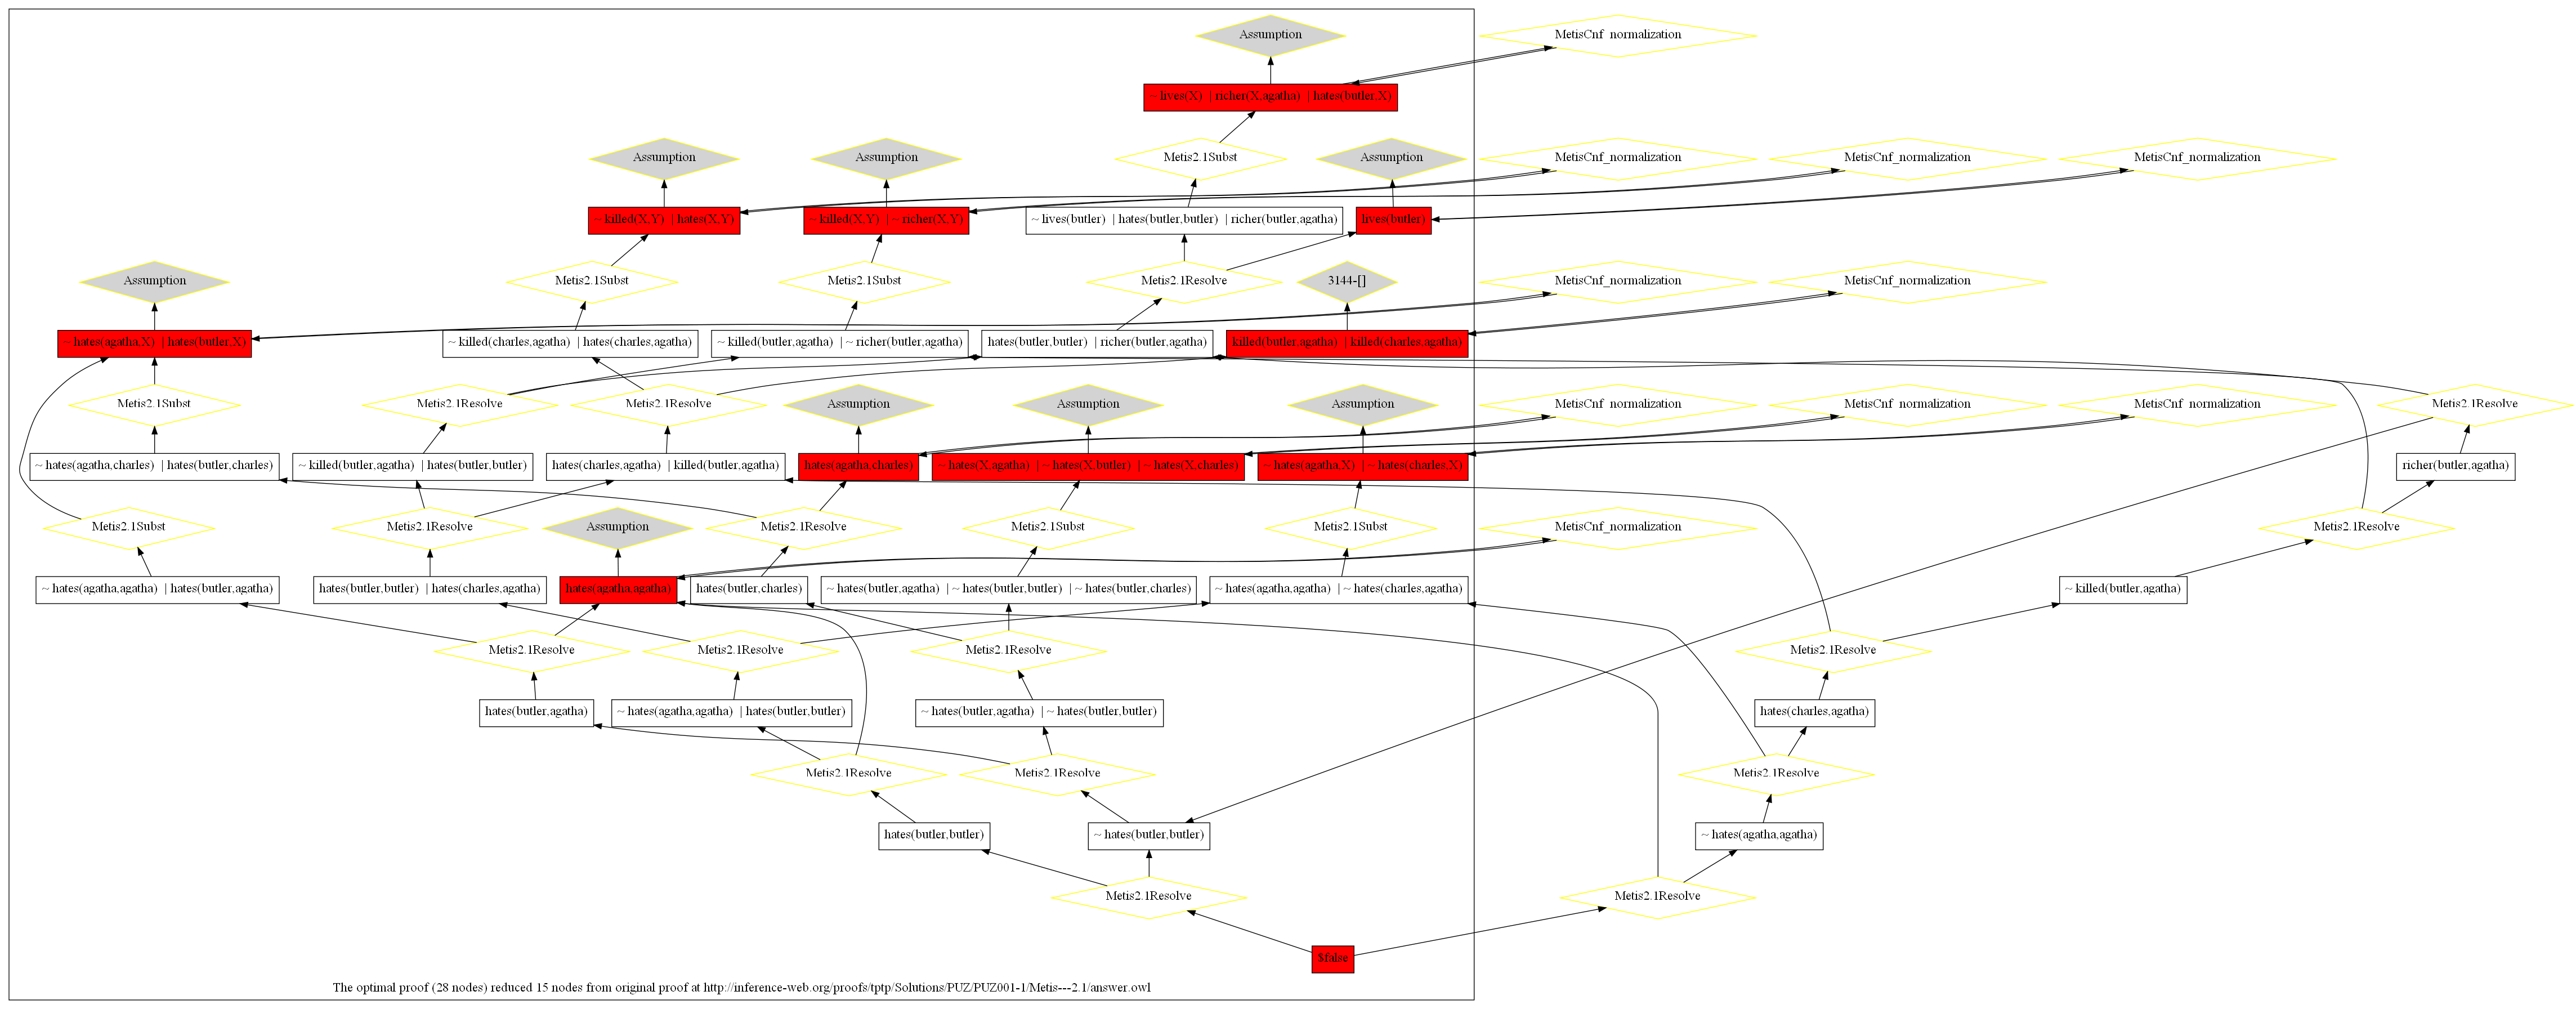 Assumption
MetisCnf_normalization
~ lives(X) | richer(X,agatha) | hates(butler,X)
Assumption
Assumption
Metis2.1Subst
Assumption
MetisCnf_normalization
MetisCnf_normalization
MetisCnf_normalization
~ killed(X,Y) | hates(X,Y)
~ killed(X,Y) | ~ richer(X,Y)
~ lives(butler) | hates(butler,butler) | richer(butler,agatha)
lives(butler)
Assumption
Metis2.1Subst
Metis2.1Subst
Metis2.1Resolve
3144-[]
MetisCnf_normalization
MetisCnf_normalization
~ hates(agatha,X) | hates(butler,X)
~ killed(charles,agatha) | hates(charles,agatha)
~ killed(butler,agatha) | ~ richer(butler,agatha)
hates(butler,butler) | richer(butler,agatha)
killed(butler,agatha) | killed(charles,agatha)
Metis2.1Subst
Metis2.1Resolve
Metis2.1Resolve
Assumption
Assumption
Assumption
MetisCnf_normalization
MetisCnf_normalization
MetisCnf_normalization
Metis2.1Resolve
~ hates(agatha,charles) | hates(butler,charles)
~ killed(butler,agatha) | hates(butler,butler)
hates(charles,agatha) | killed(butler,agatha)
hates(agatha,charles)
~ hates(X,agatha) | ~ hates(X,butler) | ~ hates(X,charles)
~ hates(agatha,X) | ~ hates(charles,X)
richer(butler,agatha)
Metis2.1Subst
Metis2.1Resolve
Assumption
Metis2.1Resolve
Metis2.1Subst
Metis2.1Subst
MetisCnf_normalization
Metis2.1Resolve
~ hates(agatha,agatha) | hates(butler,agatha)
hates(butler,butler) | hates(charles,agatha)
hates(agatha,agatha)
hates(butler,charles)
~ hates(butler,agatha) | ~ hates(butler,butler) | ~ hates(butler,charles)
~ hates(agatha,agatha) | ~ hates(charles,agatha)
~ killed(butler,agatha)
Metis2.1Resolve
Metis2.1Resolve
Metis2.1Resolve
Metis2.1Resolve
hates(butler,agatha)
~ hates(agatha,agatha) | hates(butler,butler)
~ hates(butler,agatha) | ~ hates(butler,butler)
hates(charles,agatha)
Metis2.1Resolve
Metis2.1Resolve
Metis2.1Resolve
hates(butler,butler)
~ hates(butler,butler)
~ hates(agatha,agatha)
Metis2.1Resolve
Metis2.1Resolve
$false
The optimal proof (28 nodes) reduced 15 nodes from original proof at http://inference-web.org/proofs/tptp/Solutions/PUZ/PUZ001-1/Metis---2.1/answer.owl